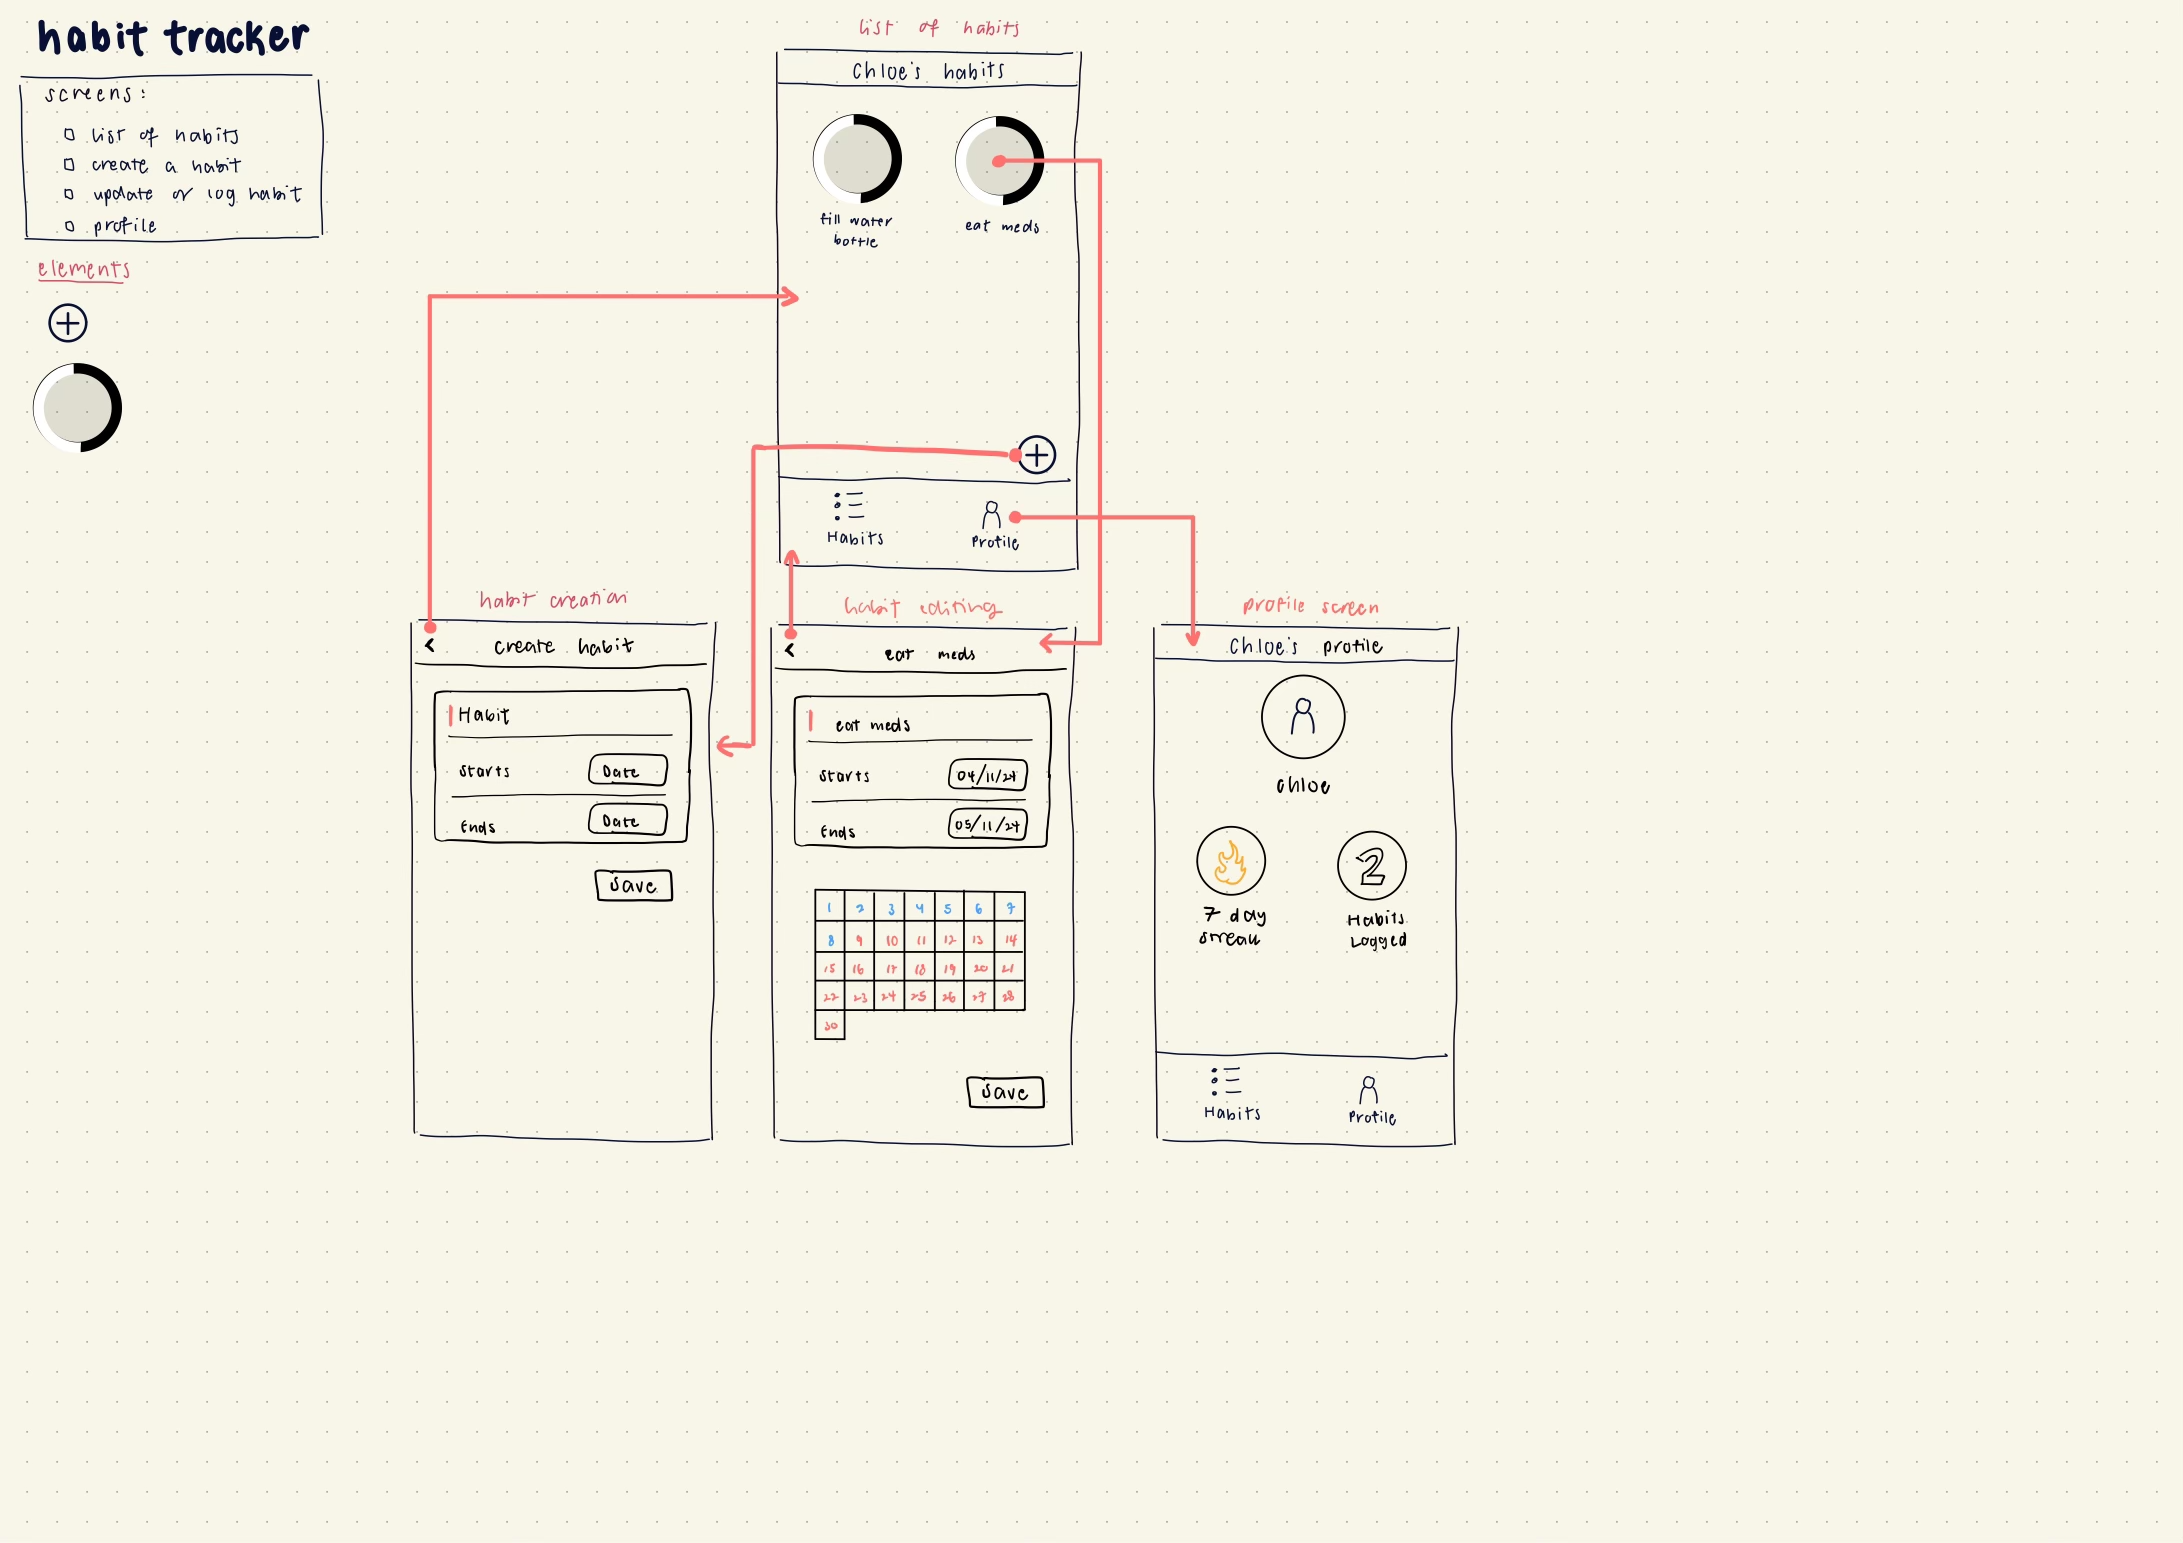 habit tracker
screens:
list of habits
create a habit
update or log habit
profile
elements
list of habits
Chloe's habits
fill water
bottle
eat meds
Habits
Profile
habit creation
create habit
Habit
Starts
Date
Ends
Date
Save
habit editing
eat meds
eat meds
Starts
04/11/24
Ends
05/11/24
1 2 3 4 5 6 7
8 9 10 11 12 13 14
15 16 17 18 19 20 21
22 23 24 25 26 27 28
30
Save
profile screen
Chloe's profile
chloe
7 day
streak
2
Habits
Logged
Habits
Profile